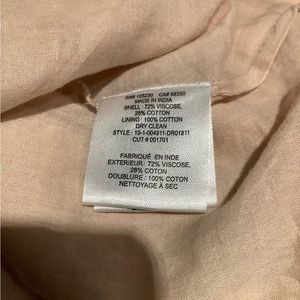 RN# 105230 CA# 58350
MADE IN INDIA
SHELL : 72% VISCOSE,
28% COTTON
LINING : 100% COTTON
DRY CLEAN
STYLE : 19-1-004911-DR01811
CUT # 001701
FABRIQUÉ EN INDE
EXTERIEUR : 72% VISCOSE,
28% COTON
DOUBLURE : 100% COTON
NETTOYAGE À SEC